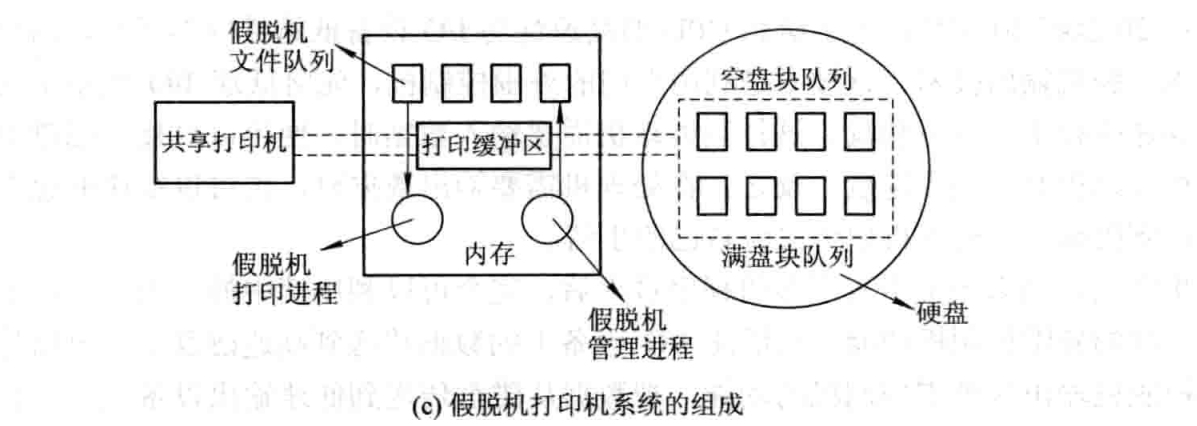 假脱机
文件队列
共享打印机
打印缓冲区
内存
假脱机
打印进程
假脱机
管理进程
空盘块队列
满盘块队列
硬盘
(c) 假脱机打印机系统的组成